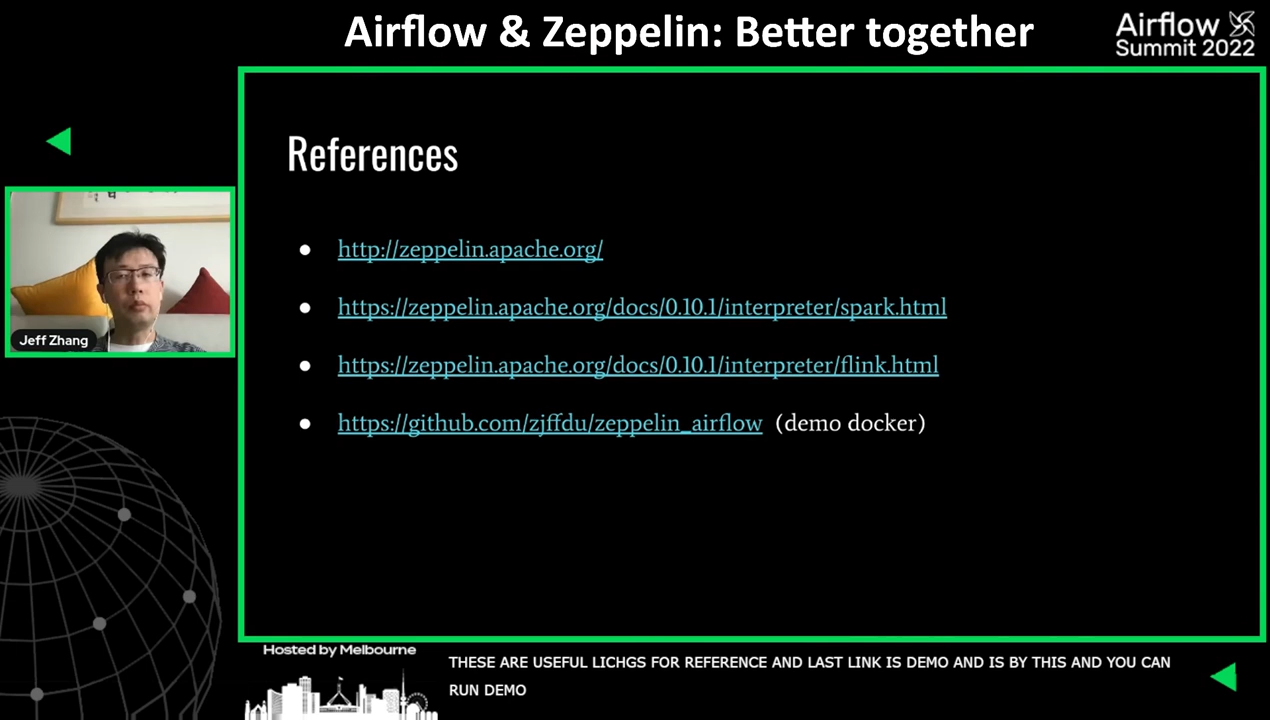 Airflow & Zeppelin: Better together
Airflow
Summit 2022
References
http://zeppelin.apache.org/
https://zeppelin.apache.org/docs/0.10.1/interpreter/spark.html
https://zeppelin.apache.org/docs/0.10.1/interpreter/flink.html
https://github.com/zjffdu/zeppelin_airflow (demo docker)
Jeff Zhang
Hosted by Melbourne
THESE ARE USEFUL LICHGS FOR REFERENCE AND LAST LINK IS DEMO AND IS BY THIS AND YOU CAN
RUN DEMO